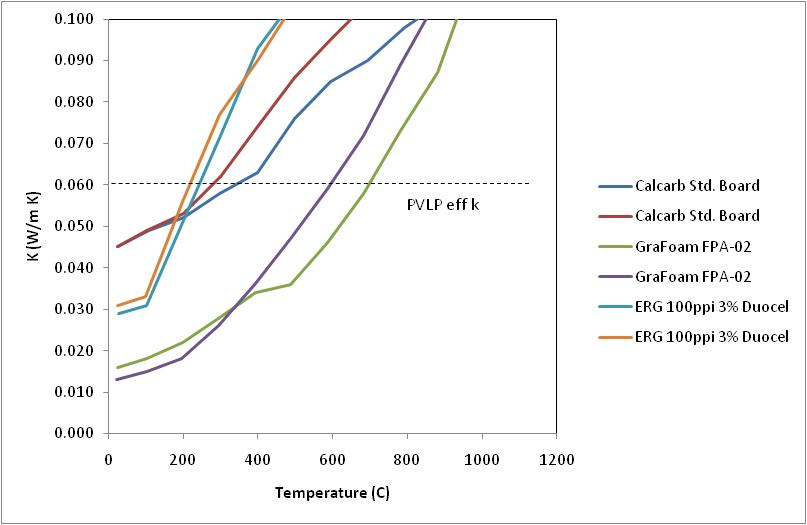 0.100
0.090
0.080
0.070
0.060
0.050
0.040
0.030
0.020
0.010
0.000
K (W/m K)
0 200 400 600 800 1000 1200
Temperature (C)
PVLP eff k
Calcarb Std. Board
Calcarb Std. Board
GraFoam FPA-02
GraFoam FPA-02
ERG 100ppi 3% Duocel
ERG 100ppi 3% Duocel